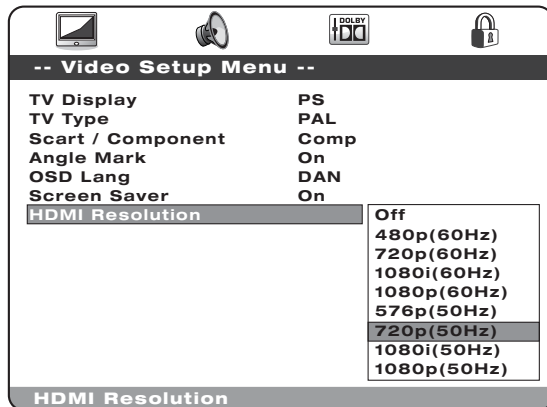 DOLBY
-- Video Setup Menu --
TV Display PS
TV Type PAL
Scart / Component Comp
Angle Mark On
OSD Lang DAN
Screen Saver On
HDMI Resolution Off
480p(60Hz)
720p(60Hz)
1080i(60Hz)
1080p(60Hz)
576p(50Hz)
720p(50Hz)
1080i(50Hz)
1080p(50Hz)
HDMI Resolution